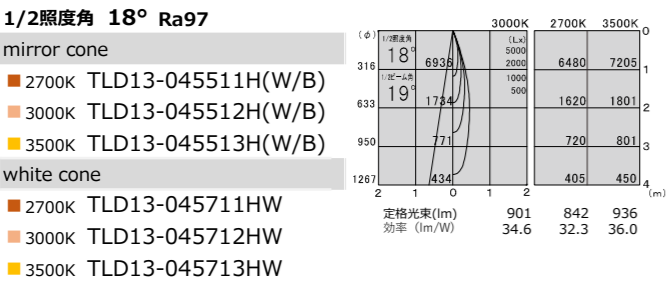 1/2照度角 18° Ra97
mirror cone
2700K TLD13-045511H(W/B)
3000K TLD13-045512H(W/B)
3500K TLD13-045513H(W/B)
white cone
2700K TLD13-045711HW
3000K TLD13-045712HW
3500K TLD13-045713HW
3000K 2700K 3500K
(φ) 1/2照度角 (Lx) 0
18° 5000
316 6936 2000 6480 7205 1
1/2ビーム角 1000
19° 500
633 1734 1620 1801 2
950 771 720 801 3
1267 434 405 450 4
2 1 0 1 2 (m)
定格光束(lm) 901 842 936
効率（lm/W) 34.6 32.3 36.0